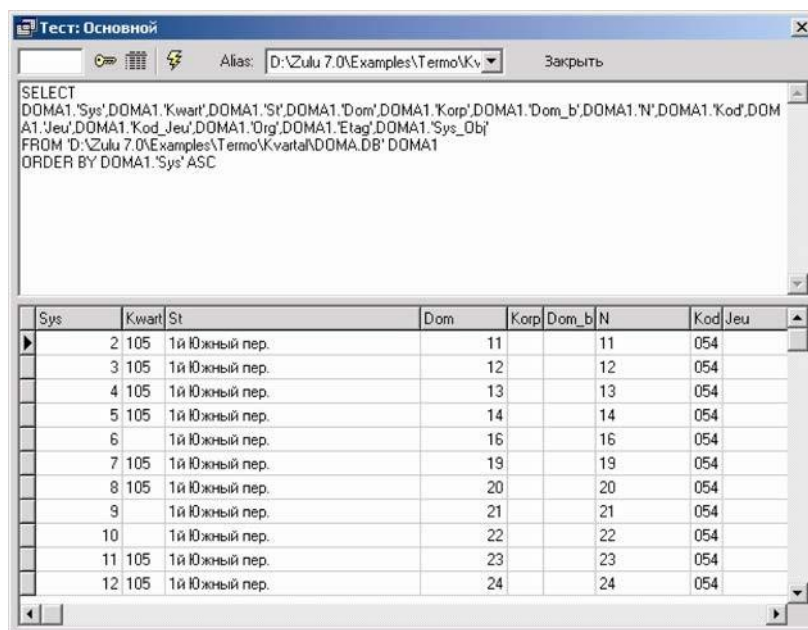 Тест: Основной
Alias: D:\Zulu 7.0\Examples\Termo\Kv Закрыть
SELECT
DOMA1.'Sys',DOMA1.'Kwart',DOMA1.'St',DOMA1.'Dom',DOMA1.'Korp',DOMA1.'Dom_b',DOMA1.'N',DOMA1.'Kod',DOM
A1.'Jeu',DOMA1.'Kod_Jeu',DOMA1.'Org',DOMA1.'Etag',DOMA1.'Sys_Obj'
FROM 'D:\Zulu 7.0\Examples\Termo\Kvartal\DOMA.DB' DOMA1
ORDER BY DOMA1.'Sys' ASC
Sys Kwart St Dom Korp Dom_b N Kod Jeu
2 105 1й Южный пер. 11 11 054
3 105 1й Южный пер. 12 12 054
4 105 1й Южный пер. 13 13 054
5 105 1й Южный пер. 14 14 054
6 1й Южный пер. 16 16 054
7 105 1й Южный пер. 19 19 054
8 105 1й Южный пер. 20 20 054
9 1й Южный пер. 21 21 054
10 1й Южный пер. 22 22 054
11 105 1й Южный пер. 23 23 054
12 105 1й Южный пер. 24 24 054